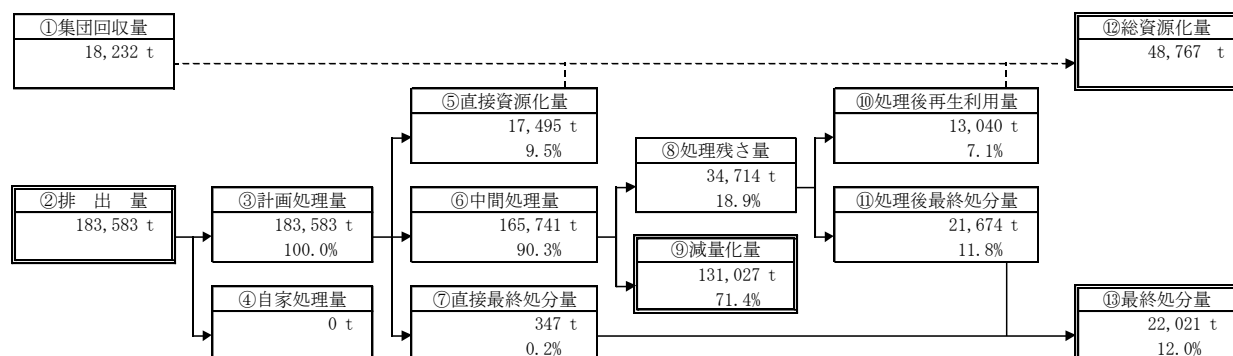 ①集団回収量
18,232 t
⑫総資源化量
48,767 t
⑤直接資源化量
17,495 t
9.5%
⑩処理後再生利用量
13,040 t
7.1%
⑧処理残さ量
34,714 t
18.9%
②排 出 量
183,583 t
③計画処理量
183,583 t
100.0%
⑥中間処理量
165,741 t
90.3%
⑪処理後最終処分量
21,674 t
11.8%
⑨減量化量
131,027 t
71.4%
④自家処理量
0 t
⑦直接最終処分量
347 t
0.2%
⑬最終処分量
22,021 t
12.0%